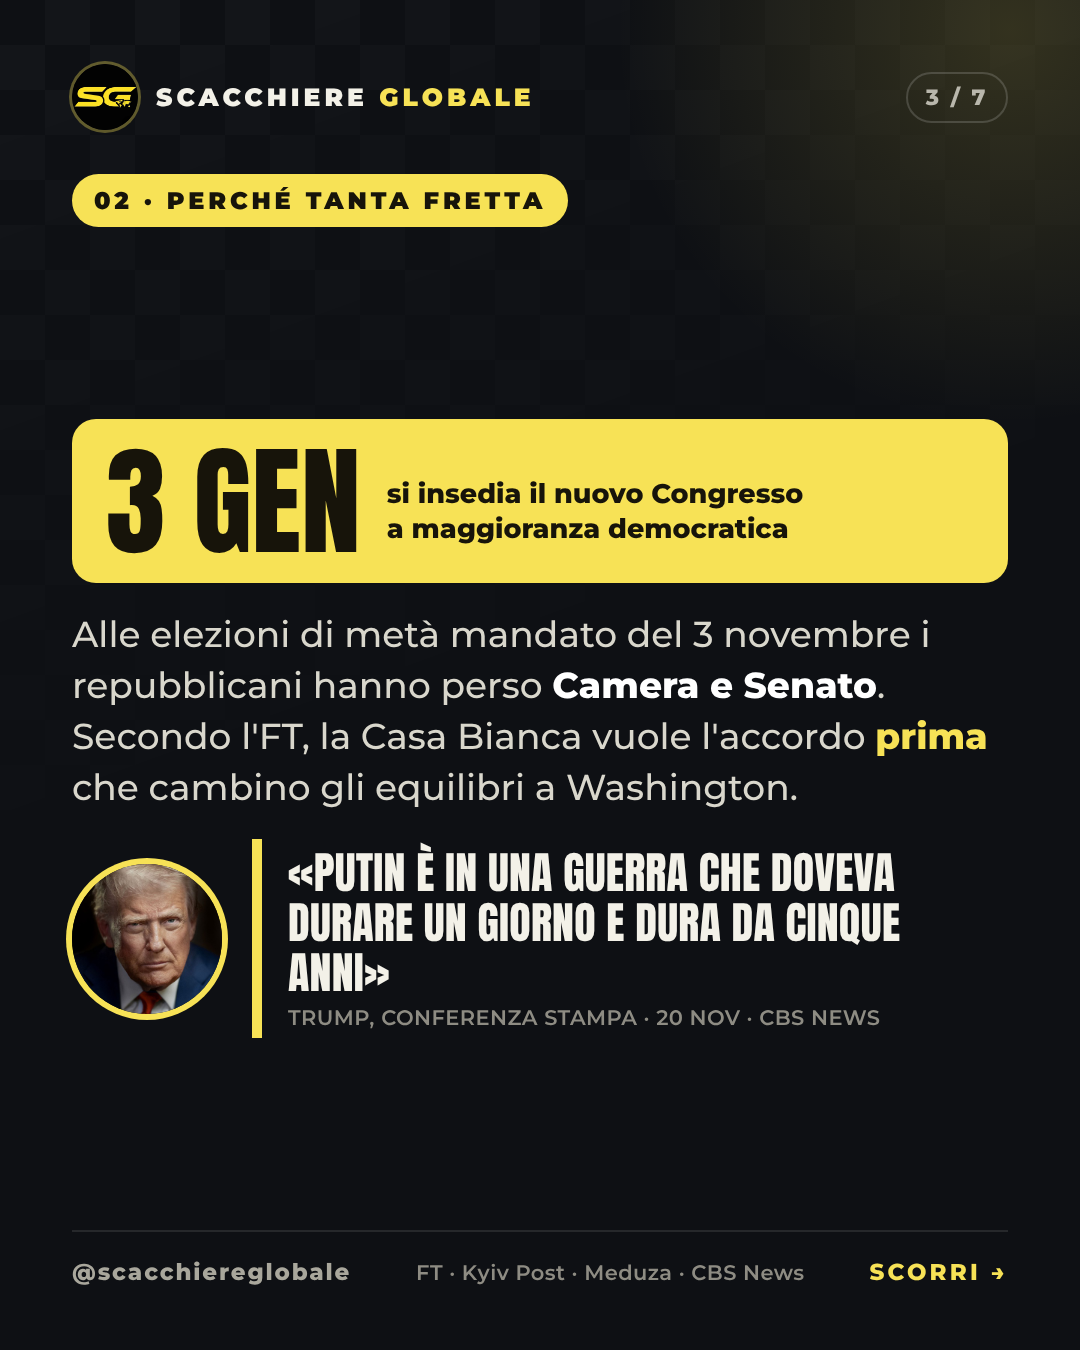 SG
SCACCHIERE GLOBALE
3 / 7
02 · PERCHÉ TANTA FRETTA
3 GEN
si insedia il nuovo Congresso
a maggioranza democratica
Alle elezioni di metà mandato del 3 novembre i
repubblicani hanno perso Camera e Senato.
Secondo l'FT, la Casa Bianca vuole l'accordo prima
che cambino gli equilibri a Washington.
«PUTIN È IN UNA GUERRA CHE DOVEVA
DURARE UN GIORNO E DURA DA CINQUE
ANNI»
TRUMP, CONFERENZA STAMPA · 20 NOV · CBS NEWS
@scacchiereglobale
FT · Kyiv Post · Meduza · CBS News
SCORRI →